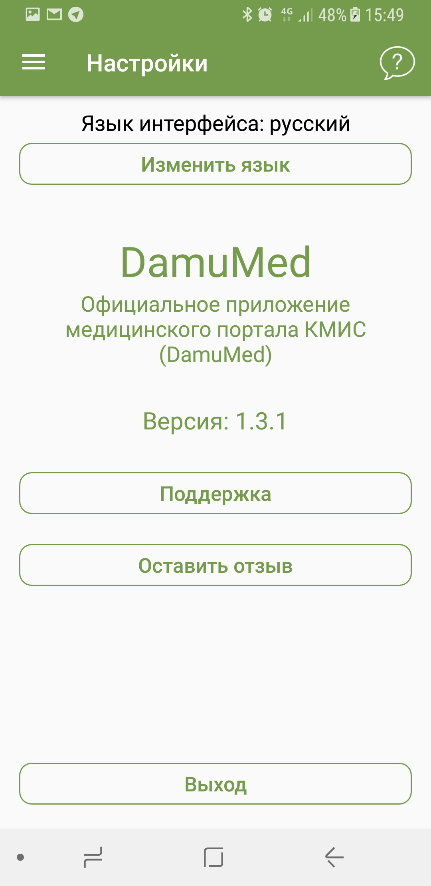 4G 48% 15:49
Настройки ?
Язык интерфейса: русский
Изменить язык
DamuMed
Официальное приложение
медицинского портала КМИС
(DamuMed)
Версия: 1.3.1
Поддержка
Оставить отзыв
Выход